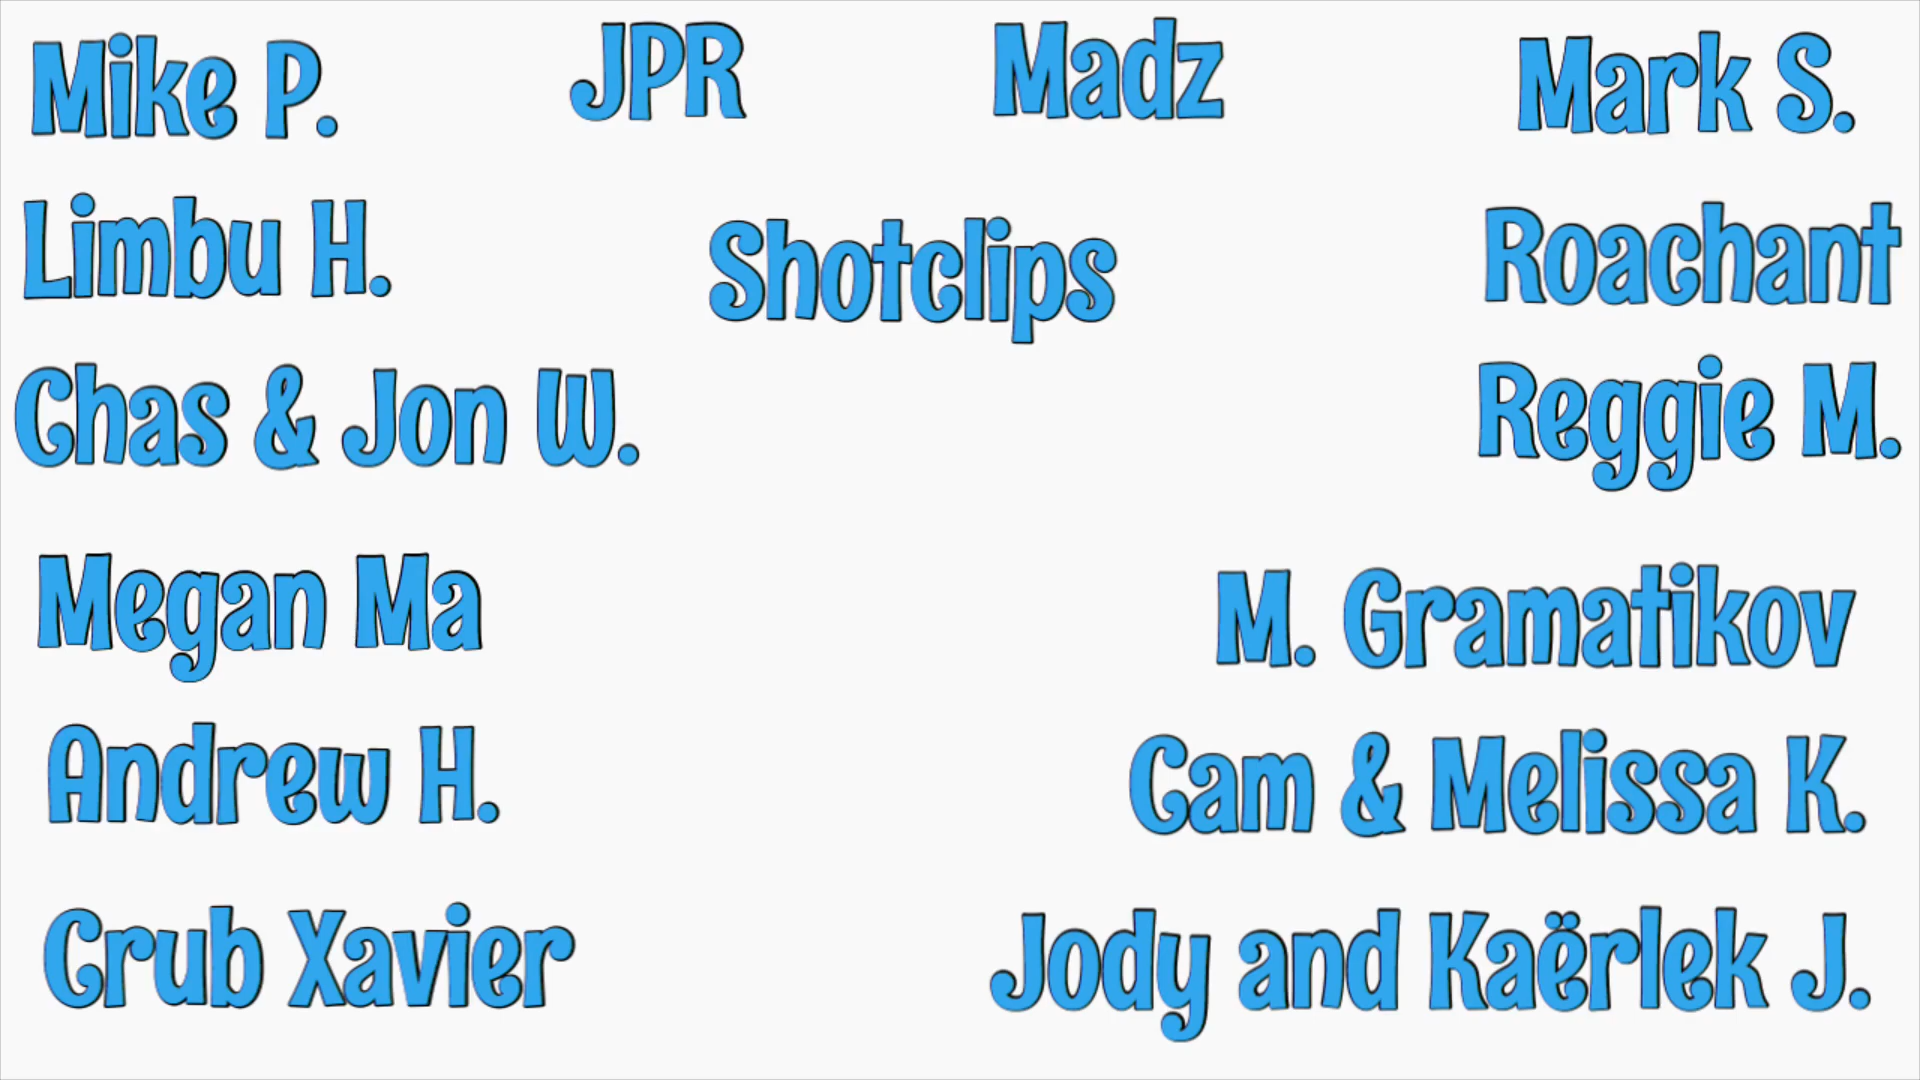 Mike P.
JPR
Madz
Mark S.
Limbu H.
Shotclips
Roachant
Chas & Jon W.
Reggie M.
Megan Ma
M. Gramatikov
Andrew H.
Cam & Melissa K.
Crub Xavier
Jody and Kaërlek J.